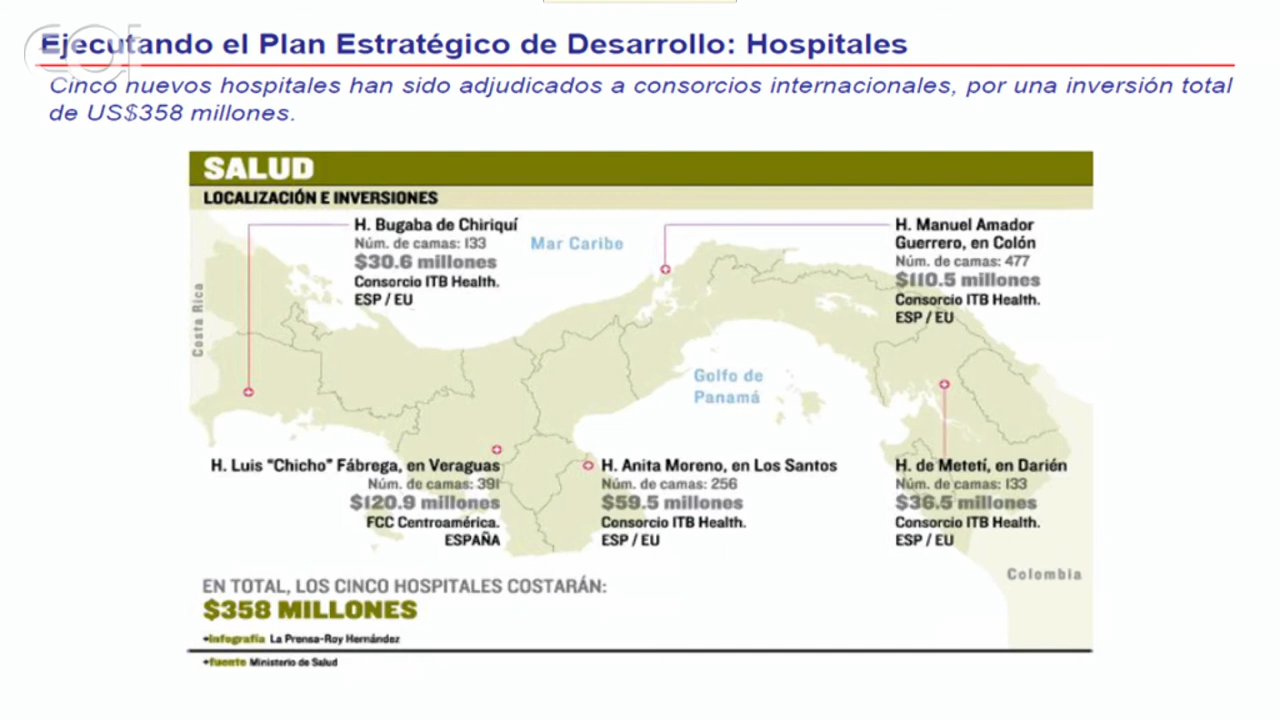 eoi
Ejecutando el Plan Estratégico de Desarrollo: Hospitales
Cinco nuevos hospitales han sido adjudicados a consorcios internacionales, por una inversión total
de US$358 millones.
SALUD
LOCALIZACIÓN E INVERSIONES
H. Bugaba de Chiriquí
Núm. de camas: 133
$30.6 millones
Consorcio ITB Health.
ESP / EU
Mar Caribe
H. Manuel Amador
Guerrero, en Colón
Núm. de camas: 477
$110.5 millones
Consorcio ITB Health.
ESP / EU
Costa Rica
Golfo de
Panamá
H. Luis “Chicho” Fábrega, en Veraguas
Núm. de camas: 391
$120.9 millones
FCC Centroamérica.
ESPAÑA
H. Anita Moreno, en Los Santos
Núm. de camas: 256
$59.5 millones
Consorcio ITB Health.
ESP / EU
H. de Metetí, en Darién
Núm. de camas: 133
$36.5 millones
Consorcio ITB Health.
ESP / EU
Colombia
EN TOTAL, LOS CINCO HOSPITALES COSTARÁN:
$358 MILLONES
Infografía La Prensa-Roy Hernández
fuente Ministerio de Salud